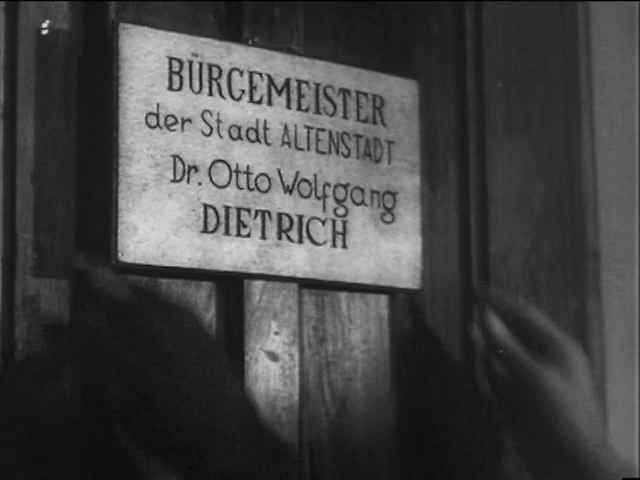 BÜRGEMEISTER
der Stadt ALTENSTADT
Dr. Otto Wolfgang
DIETRICH